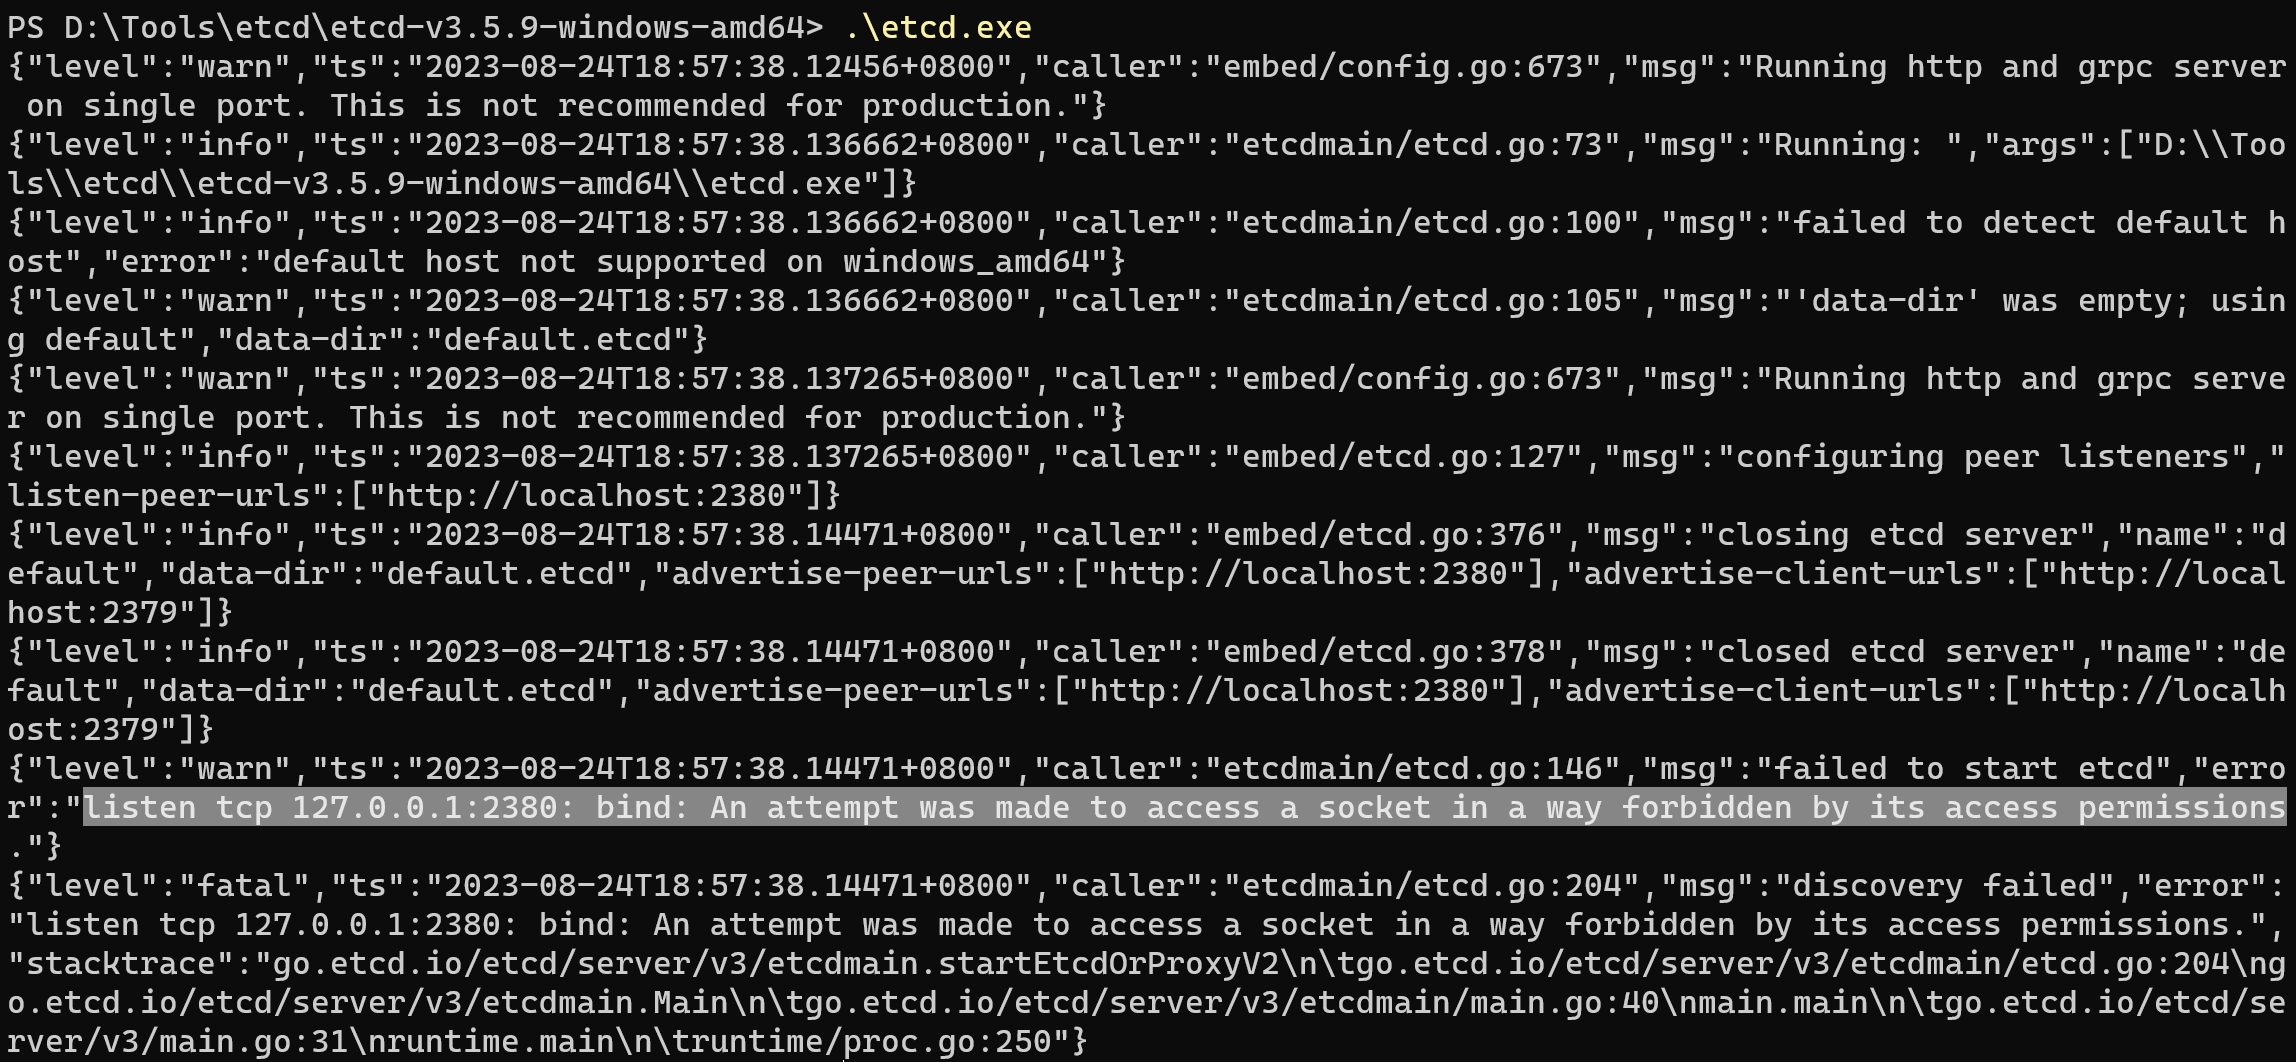 PS D:\Tools\etcd\etcd-v3.5.9-windows-amd64> .\etcd.exe
{"level":"warn","ts":"2023-08-24T18:57:38.12456+0800","caller":"embed/config.go:673","msg":"Running http and grpc server
 on single port. This is not recommended for production."}
{"level":"info","ts":"2023-08-24T18:57:38.136662+0800","caller":"etcdmain/etcd.go:73","msg":"Running: ","args":["D:\\Too
ls\\etcd\\etcd-v3.5.9-windows-amd64\\etcd.exe"]}
{"level":"info","ts":"2023-08-24T18:57:38.136662+0800","caller":"etcdmain/etcd.go:100","msg":"failed to detect default h
ost","error":"default host not supported on windows_amd64"}
{"level":"warn","ts":"2023-08-24T18:57:38.136662+0800","caller":"etcdmain/etcd.go:105","msg":"'data-dir' was empty; usin
g default","data-dir":"default.etcd"}
{"level":"warn","ts":"2023-08-24T18:57:38.137265+0800","caller":"embed/config.go:673","msg":"Running http and grpc serve
r on single port. This is not recommended for production."}
{"level":"info","ts":"2023-08-24T18:57:38.137265+0800","caller":"embed/etcd.go:127","msg":"configuring peer listeners","
listen-peer-urls":["http://localhost:2380"]}
{"level":"info","ts":"2023-08-24T18:57:38.14471+0800","caller":"embed/etcd.go:376","msg":"closing etcd server","name":"d
efault","data-dir":"default.etcd","advertise-peer-urls":["http://localhost:2380"],"advertise-client-urls":["http://local
host:2379"]}
{"level":"info","ts":"2023-08-24T18:57:38.14471+0800","caller":"embed/etcd.go:378","msg":"closed etcd server","name":"de
fault","data-dir":"default.etcd","advertise-peer-urls":["http://localhost:2380"],"advertise-client-urls":["http://localh
ost:2379"]}
{"level":"warn","ts":"2023-08-24T18:57:38.14471+0800","caller":"etcdmain/etcd.go:146","msg":"failed to start etcd","erro
r":"listen tcp 127.0.0.1:2380: bind: An attempt was made to access a socket in a way forbidden by its access permissions
."}
{"level":"fatal","ts":"2023-08-24T18:57:38.14471+0800","caller":"etcdmain/etcd.go:204","msg":"discovery failed","error":
"listen tcp 127.0.0.1:2380: bind: An attempt was made to access a socket in a way forbidden by its access permissions.",
"stacktrace":"go.etcd.io/etcd/server/v3/etcdmain.startEtcdOrProxyV2\n\tgo.etcd.io/etcd/server/v3/etcdmain/etcd.go:204\ng
o.etcd.io/etcd/server/v3/etcdmain.Main\n\tgo.etcd.io/etcd/server/v3/etcdmain/main.go:40\nmain.main\n\tgo.etcd.io/etcd/se
rver/v3/main.go:31\nruntime.main\n\truntime/proc.go:250"}